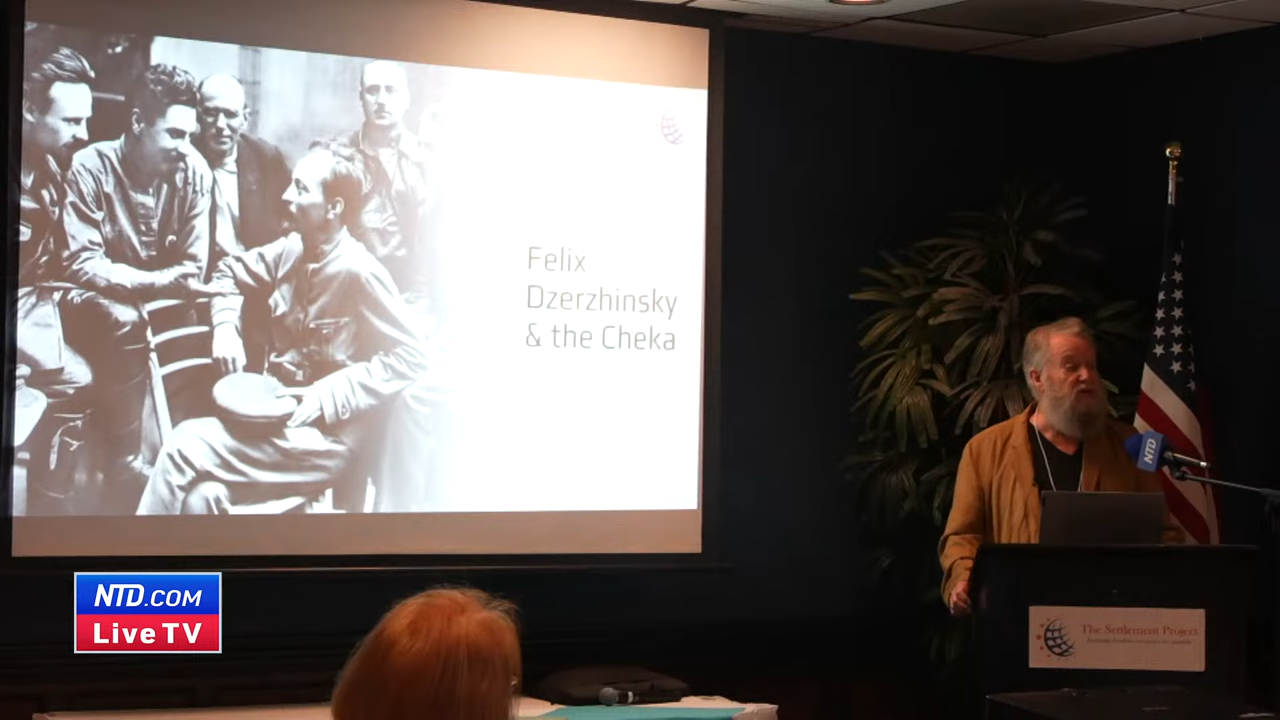 Felix
Dzerzhinsky
& the Cheka
NTD
NTD.COM
Live TV
The Settlement Project